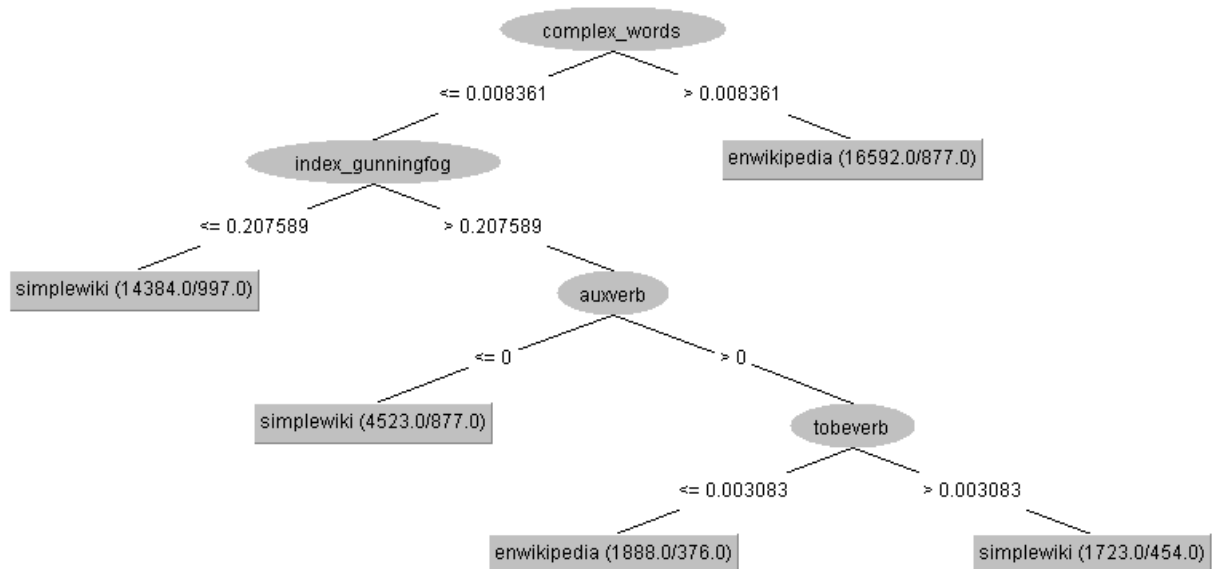 complex_words
<= 0.008361
> 0.008361
index_gunningfog
enwikipedia (16592.0/877.0)
<= 0.207589
> 0.207589
simplewiki (14384.0/997.0)
auxverb
<= 0
> 0
simplewiki (4523.0/877.0)
tobeverb
<= 0.003083
> 0.003083
enwikipedia (1888.0/376.0)
simplewiki (1723.0/454.0)